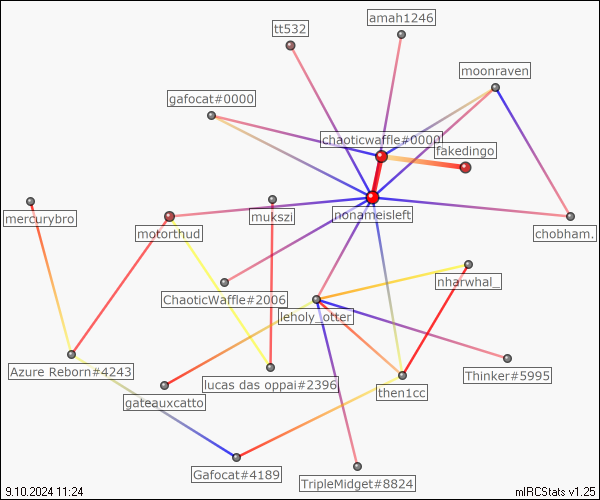 amah1246
tt532
moonraven
gafocat#0000
chaoticwaffle#0000
fakedingo
mercurybro
mukszi
nonameisleft
motorthud
chobham.
nharwhal_
ChaoticWaffle#2006
leholy_otter
Azure Reborn#4243
Thinker#5995
lucas das oppai#2396
then1cc
gateauxcatto
Gafocat#4189
TripleMidget#8824
9.10.2024 11:24
mIRCStats v1.25